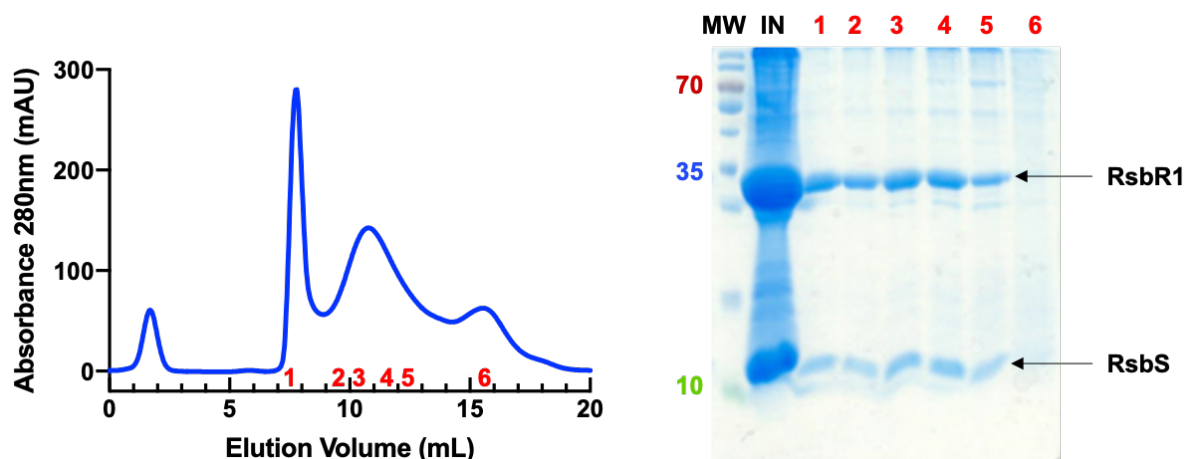 Absorbance 280nm (mAU)
300
200
100
0
1 2 3 4 5 6
0 5 10 15 20
Elution Volume (mL)
MW IN 1 2 3 4 5 6
70
35
10
RsbR1
RsbS